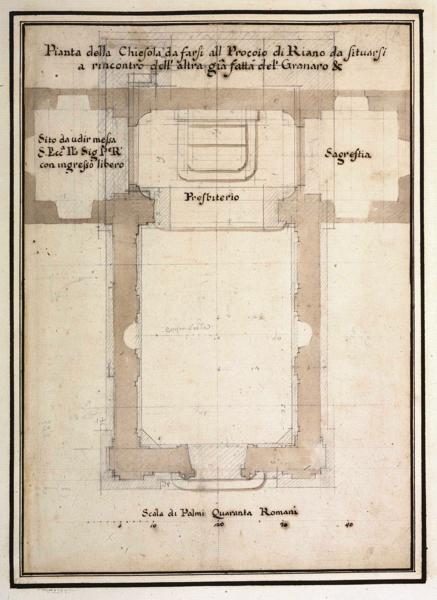 Pianta della Chiesola da farsi all Procoio di Riano da situarsi
a rincontro dell' altra già fatta del Granaro &
Sito da udir messa
S. Ecc. Il Sig. P. R.
con ingresso libero
Sagrestia
Presbiterio
Scala di Palmi Quaranta Romani
10
20
30
40